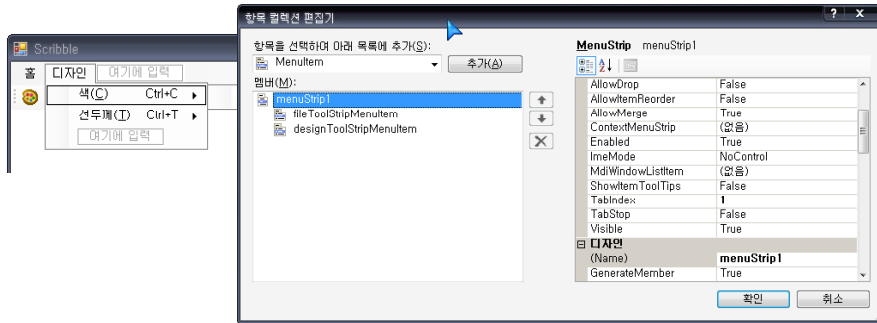 Scribble
홈 디자인 여기에 입력
색(C) Ctrl+C
선두께(T) Ctrl+T
여기에 입력
항목 컬렉션 편집기
항목을 선택하여 아래 목록에 추가(S):
MenuItem 추가(A)
멤버(M):
menuStrip1
fileToolStripMenuItem
designToolStripMenuItem
MenuStrip menuStrip1
AllowDrop False
AllowItemReorder False
AllowMerge True
ContextMenuStrip (없음)
Enabled True
ImeMode NoControl
MdiWindowListItem (없음)
ShowItemToolTips False
TabIndex 1
TabStop False
Visible True
디자인
(Name) menuStrip1
GenerateMember True
확인 취소